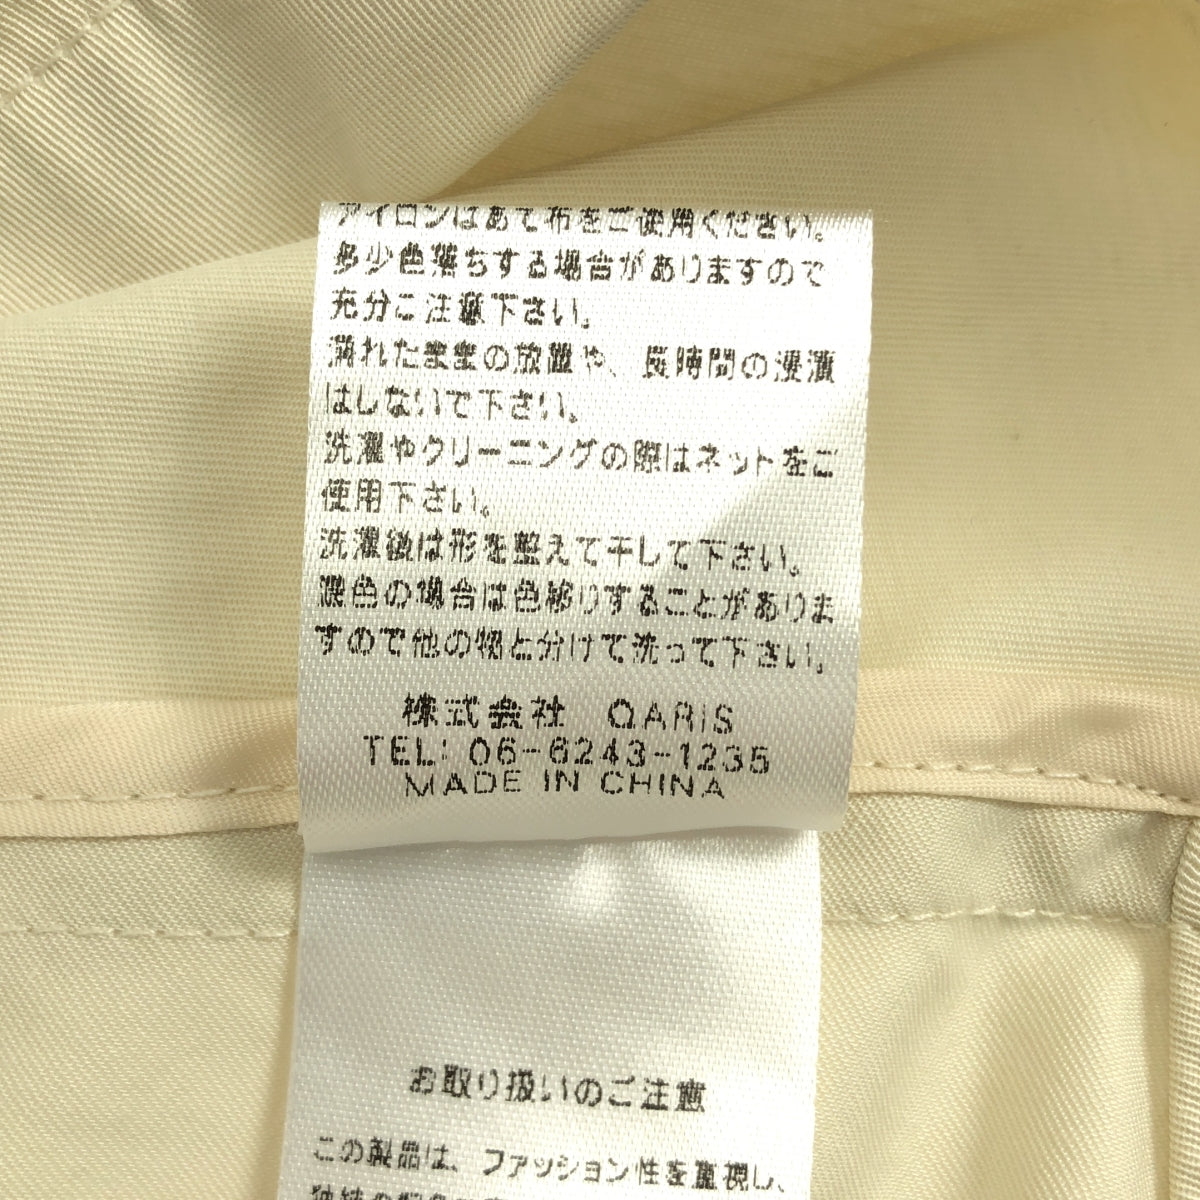 アイロンはあて布をご使用ください。
多少色落ちする場合がありますので
充分ご注意下さい。
濡れたままの放置や、長時間の浸漬
はしないで下さい。
洗濯やクリーニングの際はネットをご
使用下さい。
洗濯後は形を整えて干して下さい。
濃色の場合は色移りすることがありま
すので他の物と分けて洗って下さい。
株式会社 QARIS
TEL: 06-6243-1235
MADE IN CHINA
お取り扱いのご注意
この製品は、ファッション性を重視し、